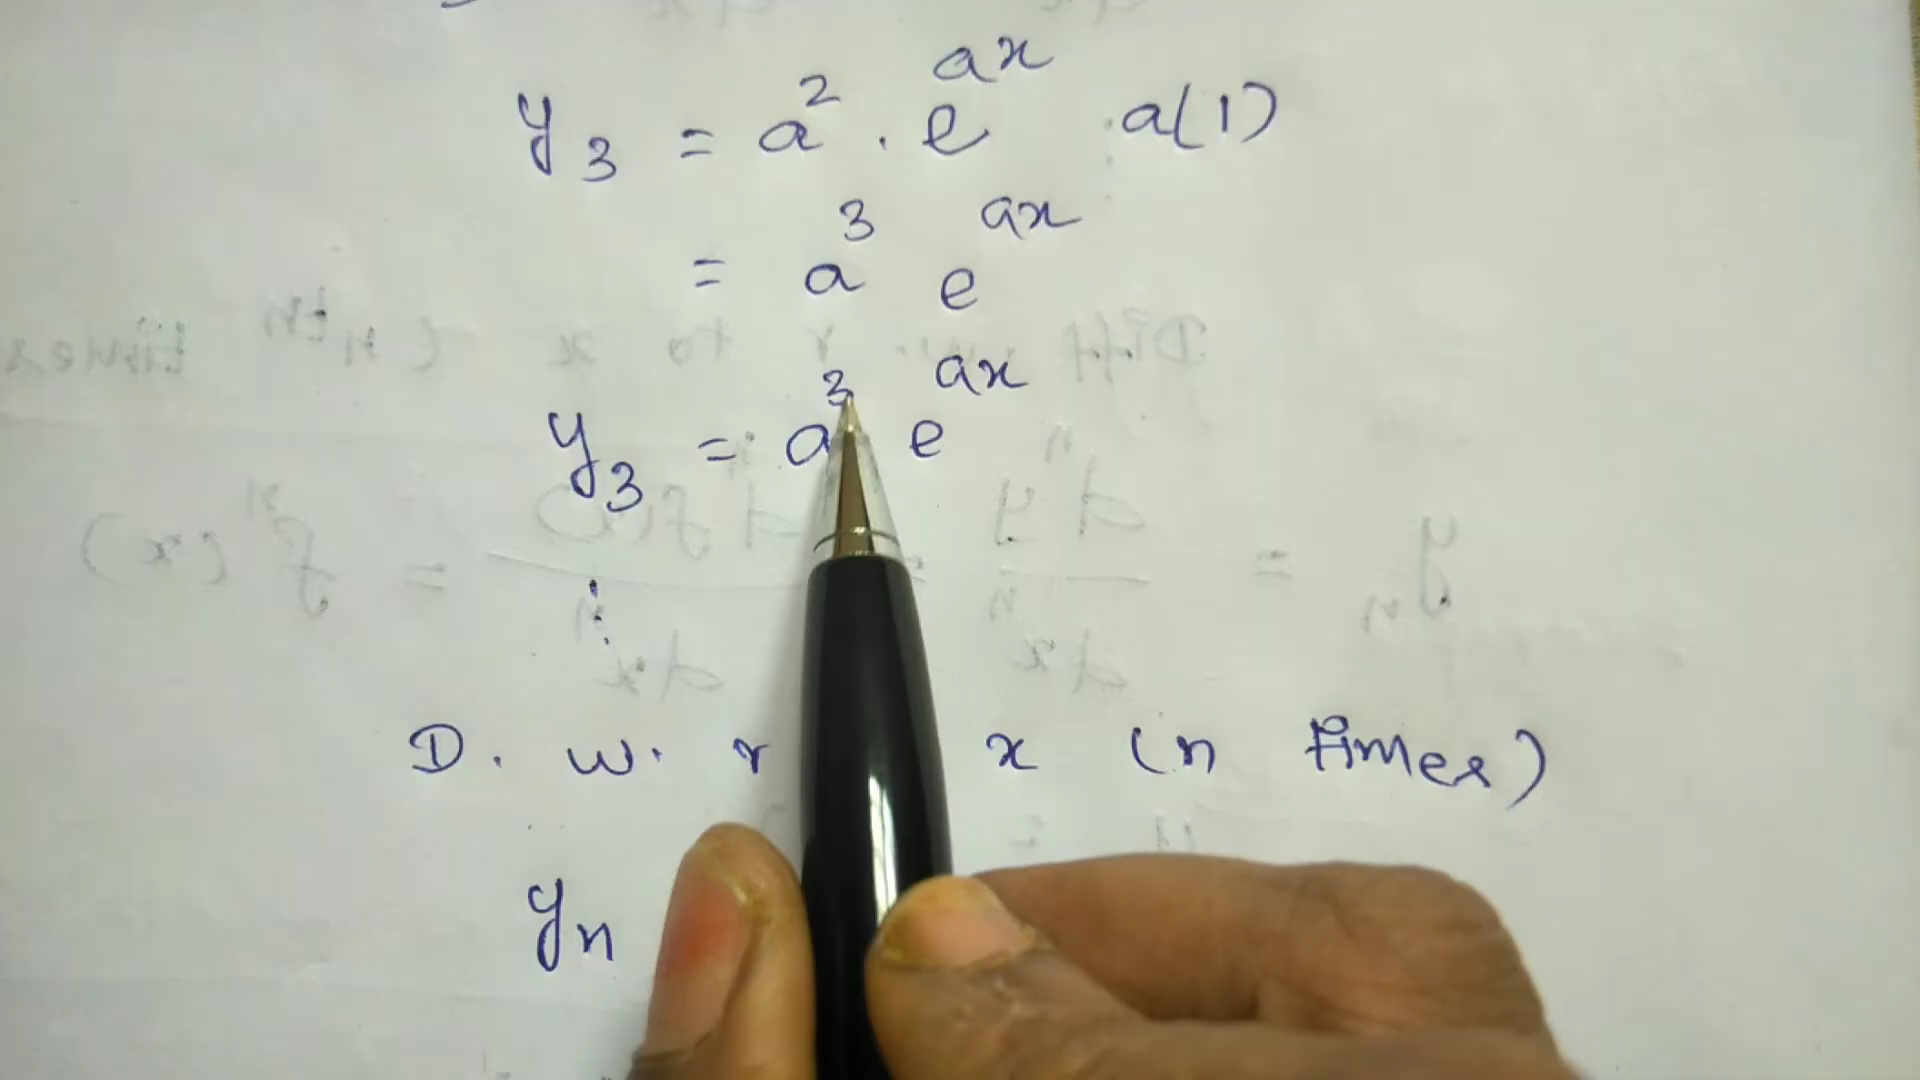 y₃ = a² . e^ax a(1)
= a³ e^ax
y₃ = a³ e^ax
D. w. r x (n times)
yₙ